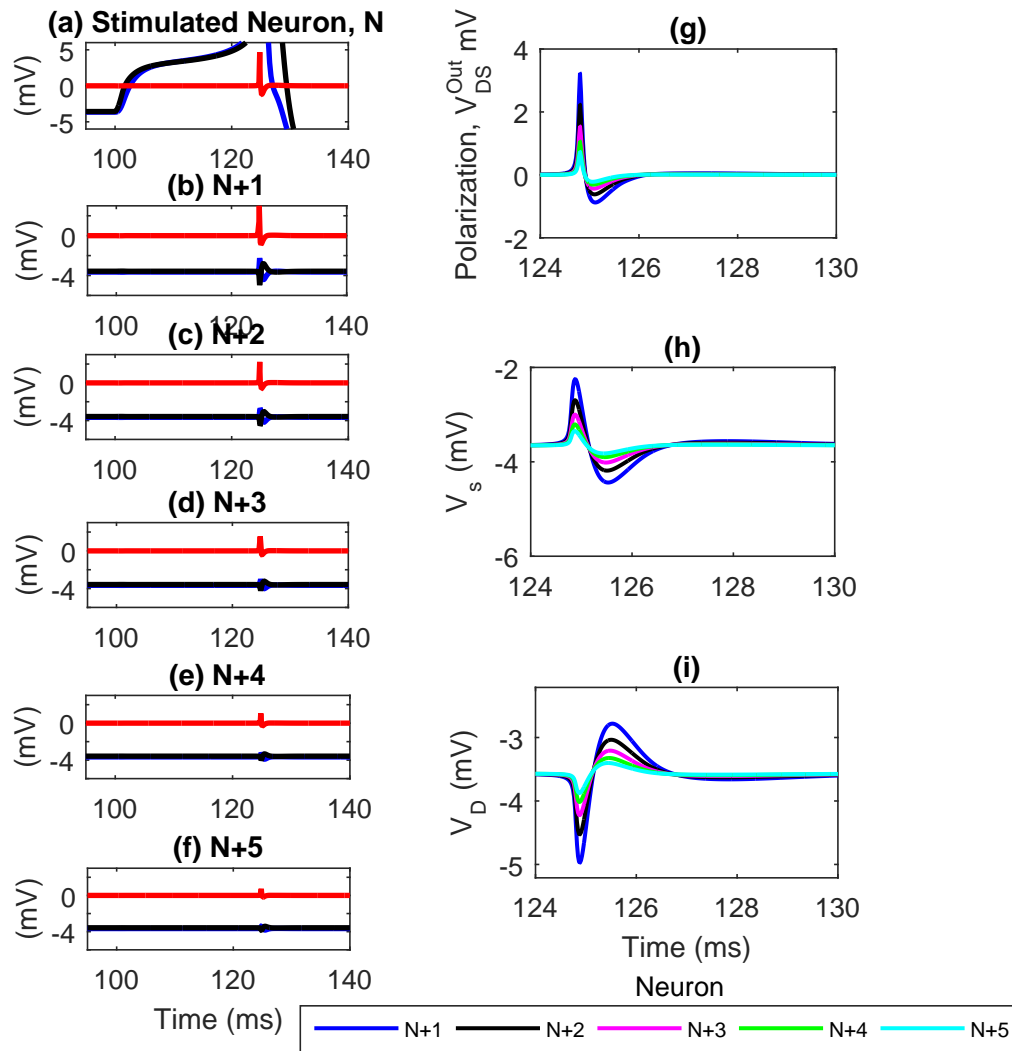 (a) Stimulated Neuron, N
(mV)
5
0
-5
100 120 140
(b) N+1
(mV)
0
-4
100 120 140
(c) N+2
(mV)
0
-4
100 120 140
(d) N+3
(mV)
0
-4
100 120 140
(e) N+4
(mV)
0
-4
100 120 140
(f) N+5
(mV)
0
-4
100 120 140
Time (ms)
(g)
Polarization, V_DS^Out mV
4
2
0
-2
124 126 128 130
(h)
V_s (mV)
-2
-4
-6
124 126 128 130
(i)
V_D (mV)
-3
-4
-5
124 126 128 130
Time (ms)
Neuron
N+1 N+2 N+3 N+4 N+5